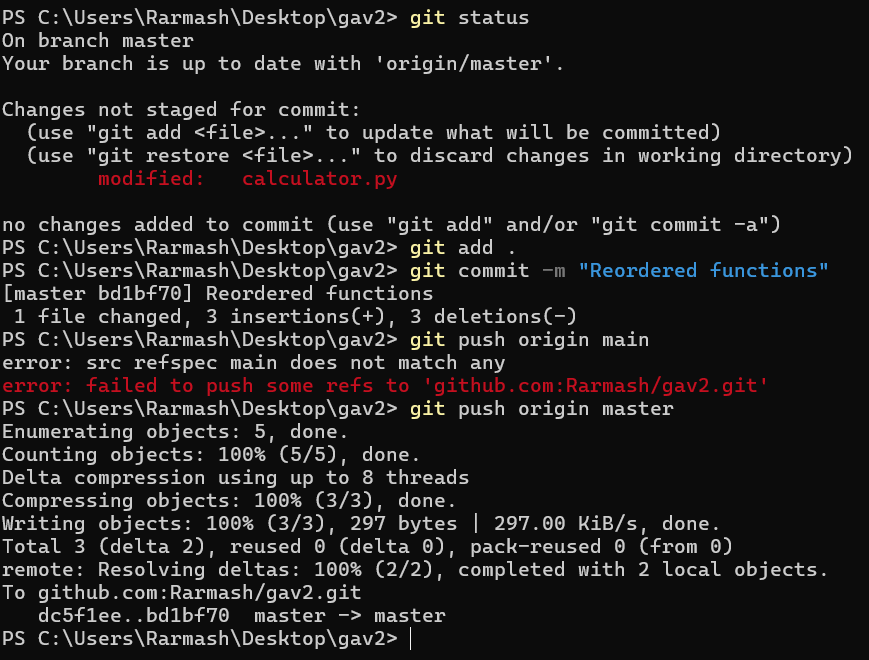 PS C:\Users\Rarmash\Desktop\gav2> git status
On branch master
Your branch is up to date with 'origin/master'.
Changes not staged for commit:
  (use "git add <file>..." to update what will be committed)
  (use "git restore <file>..." to discard changes in working directory)
        modified:   calculator.py
no changes added to commit (use "git add" and/or "git commit -a")
PS C:\Users\Rarmash\Desktop\gav2> git add .
PS C:\Users\Rarmash\Desktop\gav2> git commit -m "Reordered functions"
[master bd1bf70] Reordered functions
 1 file changed, 3 insertions(+), 3 deletions(-)
PS C:\Users\Rarmash\Desktop\gav2> git push origin main
error: src refspec main does not match any
error: failed to push some refs to 'github.com:Rarmash/gav2.git'
PS C:\Users\Rarmash\Desktop\gav2> git push origin master
Enumerating objects: 5, done.
Counting objects: 100% (5/5), done.
Delta compression using up to 8 threads
Compressing objects: 100% (3/3), done.
Writing objects: 100% (3/3), 297 bytes | 297.00 KiB/s, done.
Total 3 (delta 2), reused 0 (delta 0), pack-reused 0 (from 0)
remote: Resolving deltas: 100% (2/2), completed with 2 local objects.
To github.com:Rarmash/gav2.git
   dc5f1ee..bd1bf70  master -> master
PS C:\Users\Rarmash\Desktop\gav2>